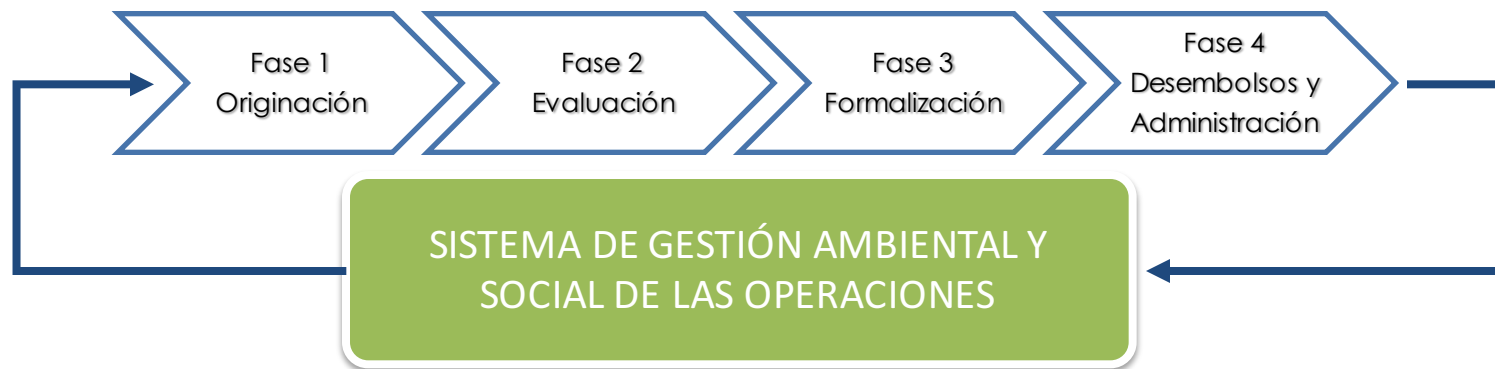 Fase 1
Originación
Fase 2
Evaluación
Fase 3
Formalización
Fase 4
Desembolsos y
Administración
SISTEMA DE GESTIÓN AMBIENTAL Y
SOCIAL DE LAS OPERACIONES